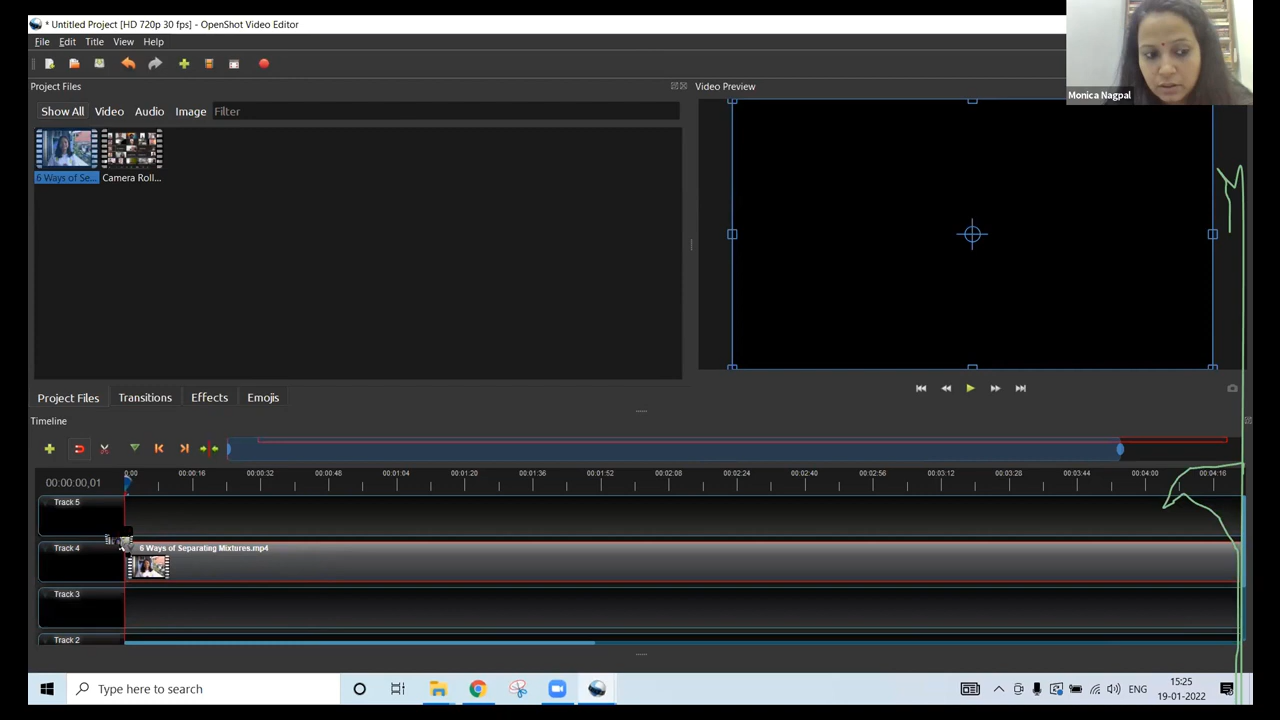 * Untitled Project [HD 720p 30 fps] - OpenShot Video Editor
File Edit Title View Help
Project Files
Video Preview
Monica Nagpal
Show All Video Audio Image Filter
6 Ways of Se... Camera Roll...
Project Files Transitions Effects Emojis
Timeline
00:00:00,01
0:00 00:00:16 00:00:32 00:00:48 00:01:04 00:01:20 00:01:36 00:01:52 00:02:08 00:02:24 00:02:40 00:02:56 00:03:12 00:03:28 00:03:44 00:04:00 00:04:16
Track 5
Track 4
6 Ways of Separating Mixtures.mp4
Track 3
Track 2
Type here to search
ENG
15:25
19-01-2022